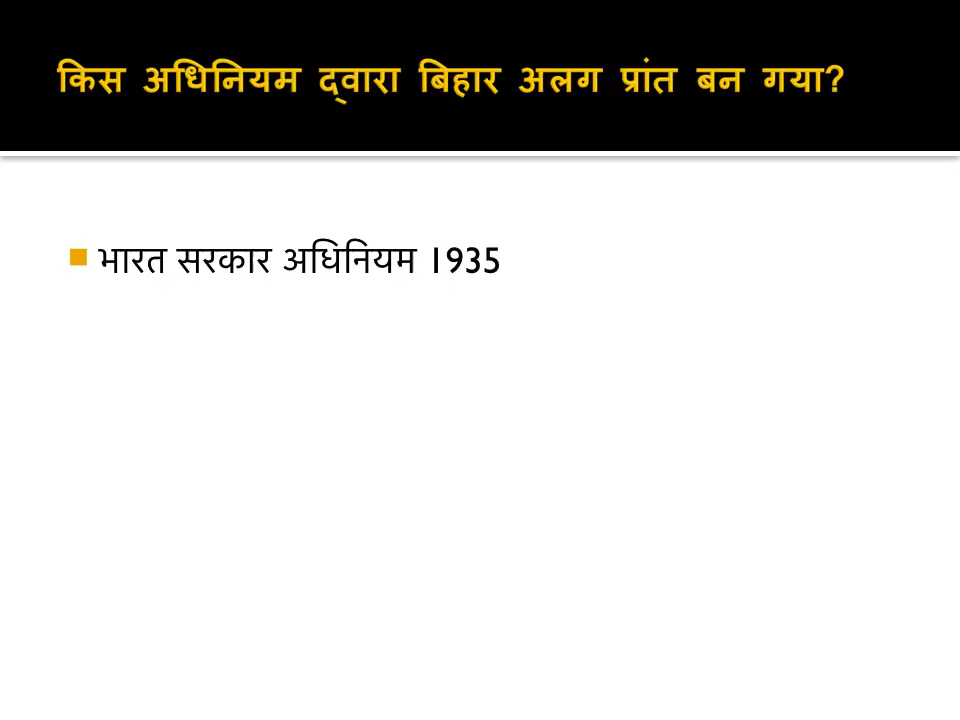 किस अधिनियम द्वारा बिहार अलग प्रांत बन गया?
भारत सरकार अधिनियम 1935